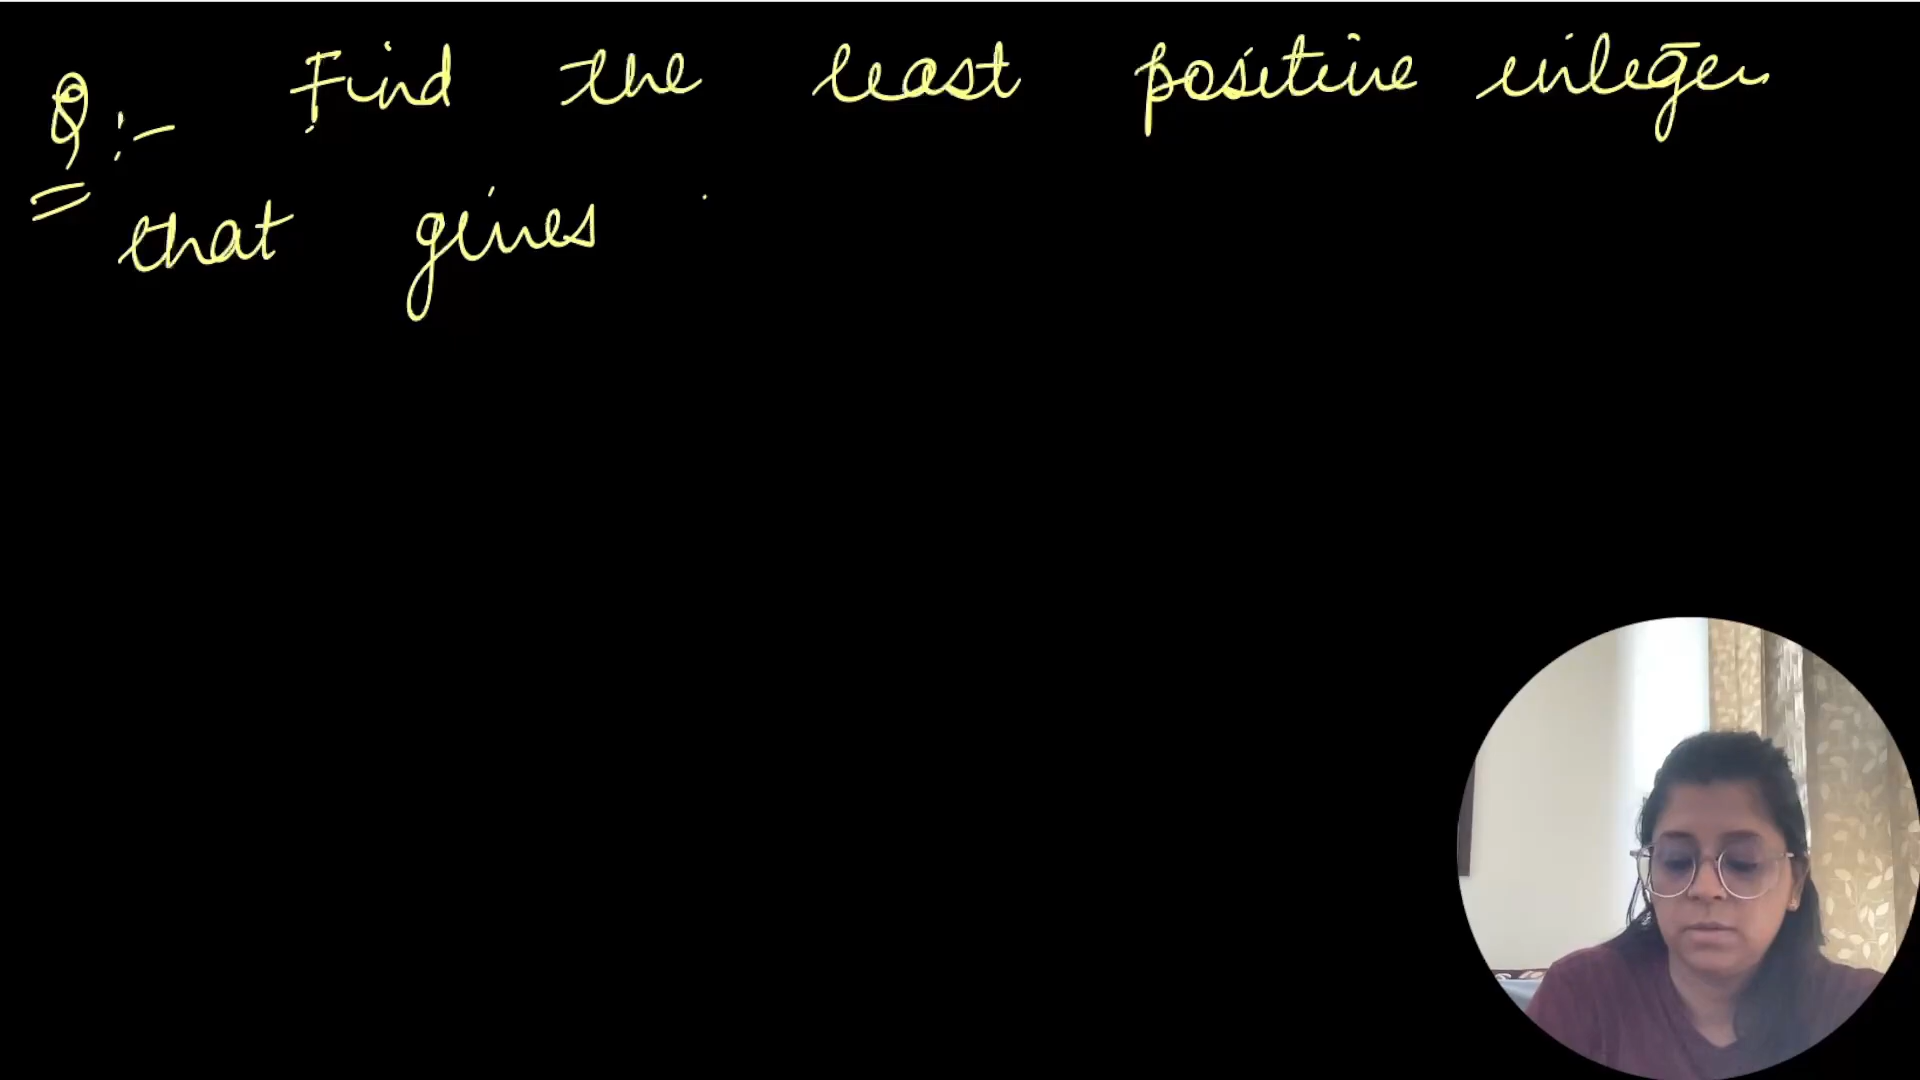 Q:- Find the least positive integer
that gives